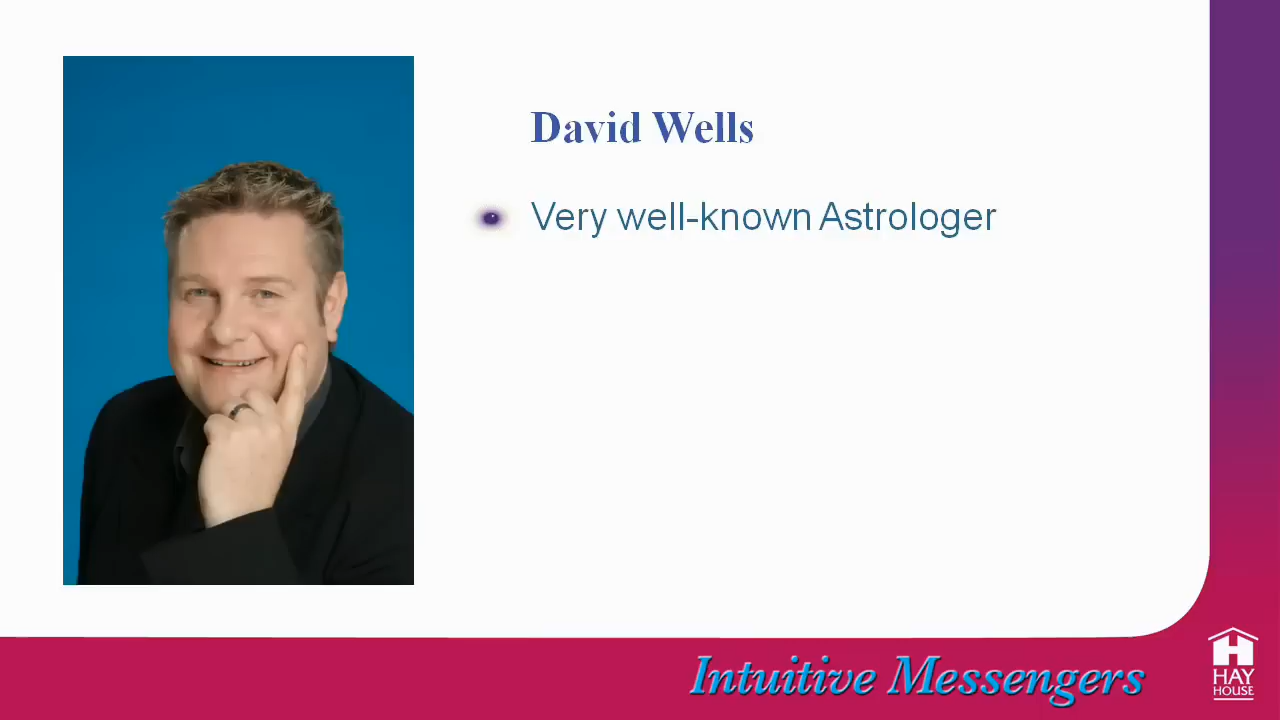 David Wells
Very well-known Astrologer
Intuitive Messengers
HAY
HOUSE